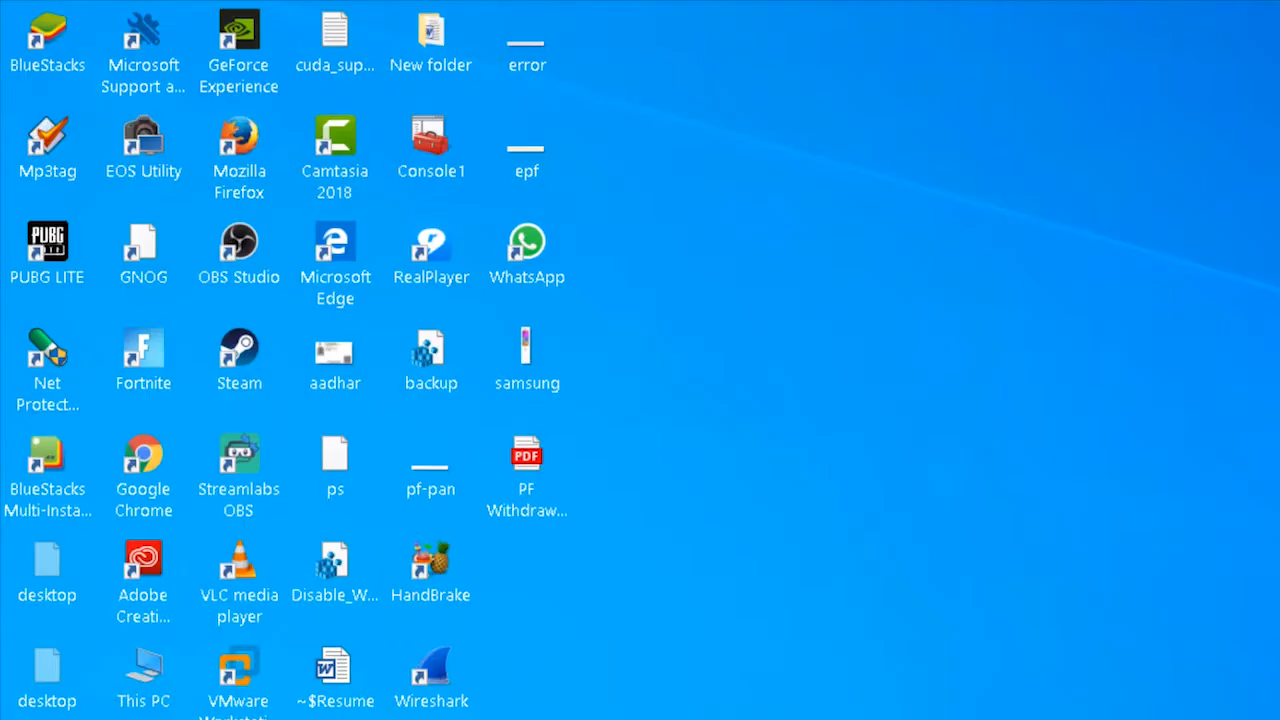 BlueStacks
Microsoft
Support a...
GeForce
Experience
cuda_sup...
New folder
error
Mp3tag
EOS Utility
Mozilla
Firefox
Camtasia
2018
Console1
epf
PUBG
PUBG LITE
GNOG
OBS Studio
Microsoft
Edge
RealPlayer
WhatsApp
Net
Protect...
Fortnite
Steam
aadhar
backup
samsung
BlueStacks
Multi-Insta...
Google
Chrome
Streamlabs
OBS
ps
pf-pan
PDF
PF
Withdraw...
desktop
Adobe
Creati...
VLC media
player
Disable_W...
HandBrake
desktop
This PC
VMware
~$Resume
Wireshark